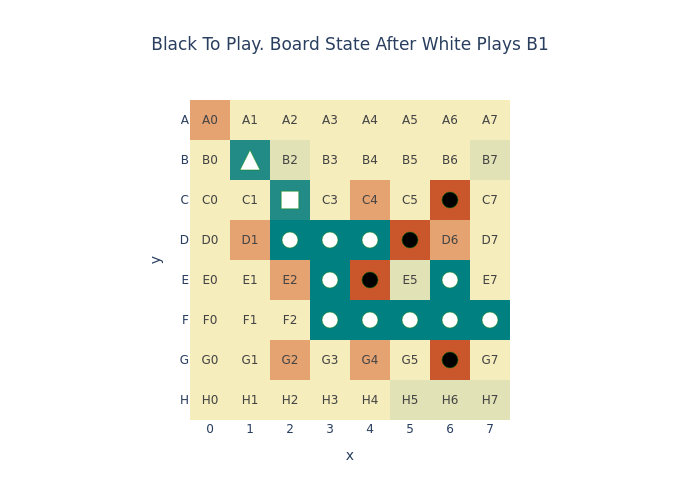 Black To Play. Board State After White Plays B1
A A0 A1 A2 A3 A4 A5 A6 A7
B B0 B2 B3 B4 B5 B6 B7
C C0 C1 C3 C4 C5 C7
D D0 D1 D6 D7
y
E E0 E1 E2 E5 E7
F F0 F1 F2
G G0 G1 G2 G3 G4 G5 G7
H H0 H1 H2 H3 H4 H5 H6 H7
0 1 2 3 4 5 6 7
x